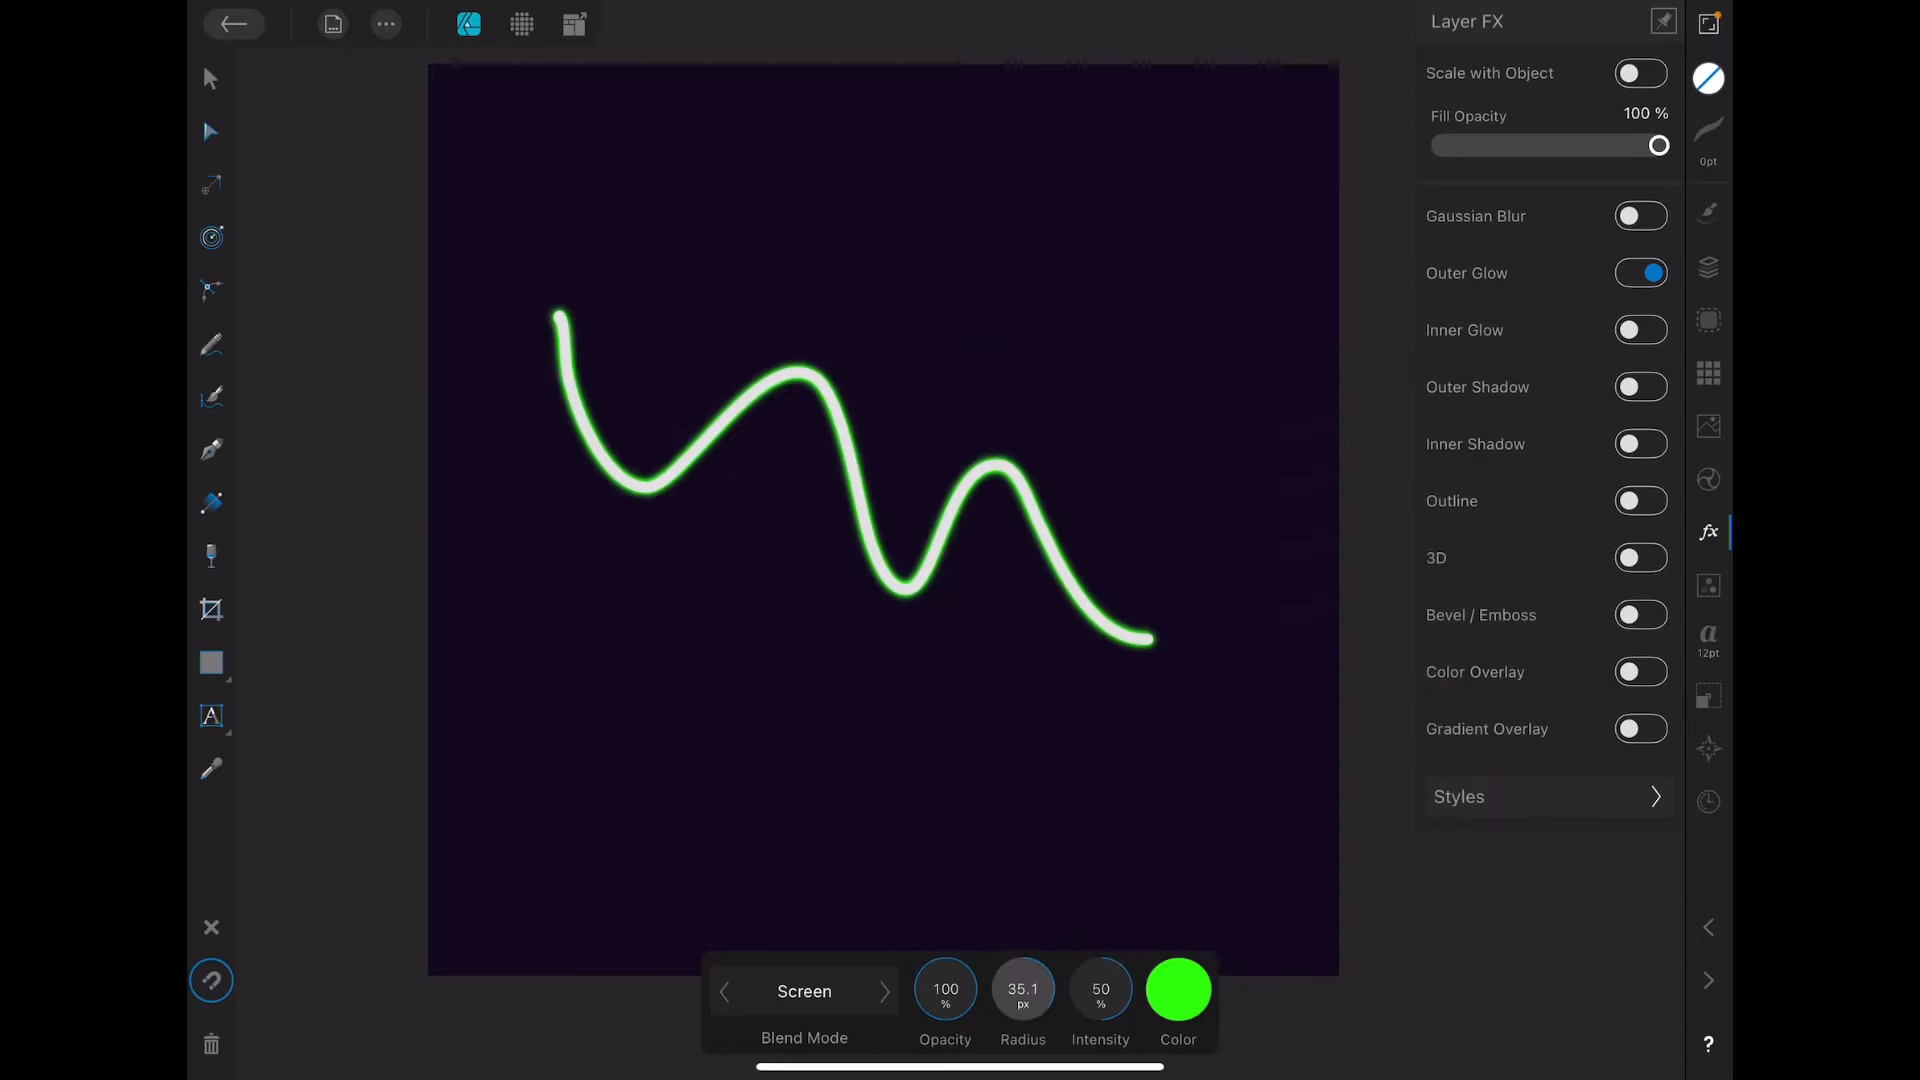 Layer FX
Scale with Object
Fill Opacity 100 %
0pt
Gaussian Blur
Outer Glow
Inner Glow
Outer Shadow
Inner Shadow
Outline
fx
3D
Bevel / Emboss
a
12pt
Color Overlay
A
Gradient Overlay
Styles
Screen
100 %
35.1 px
50 %
Blend Mode
Opacity
Radius
Intensity
Color
?